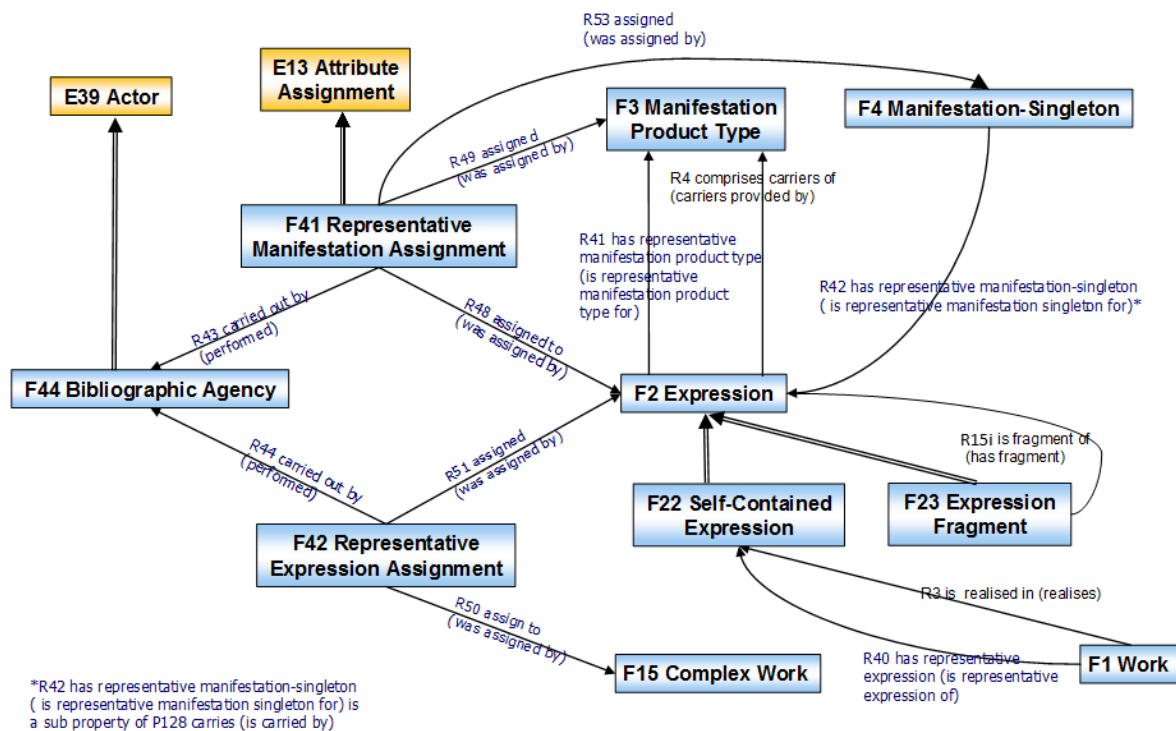 R53 assigned
(was assigned by)
E39 Actor
E13 Attribute
Assignment
F3 Manifestation
Product Type
F4 Manifestation-Singleton
R49 assigned
(was assigned by)
R4 comprises carriers of
(carriers provided by)
F41 Representative
Manifestation Assignment
R41 has representative
manifestation product type
(is representative
manifestation product
type for)
R42 has representative manifestation-singleton
( is representative manifestation singleton for)*
R43 carried out by
(performed)
R48 assigned to
(was assigned by)
F44 Bibliographic Agency
F2 Expression
R44 carried out by
(performed)
R51 assigned
(was assigned by)
R15i is fragment of
(has fragment)
F22 Self-Contained
Expression
F23 Expression
Fragment
F42 Representative
Expression Assignment
R3 is realised in (realises)
R50 assign to
(was assigned by)
F15 Complex Work
R40 has representative
expression (is representative
expression of)
F1 Work
*R42 has representative manifestation-singleton
( is representative manifestation singleton for) is
a sub property of P128 carries (is carried by)